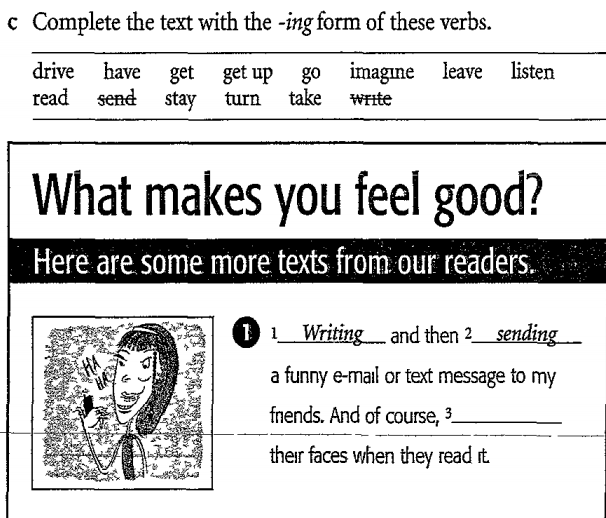 c Complete the text with the -ing form of these verbs.
drive have get get up go imagine leave listen
read send stay turn take write
What makes you feel good?
Here are some more texts from our readers.
HA HA
1 1 Writing and then 2 sending
a funny e-mail or text message to my
friends. And of course, 3
their faces when they read it.